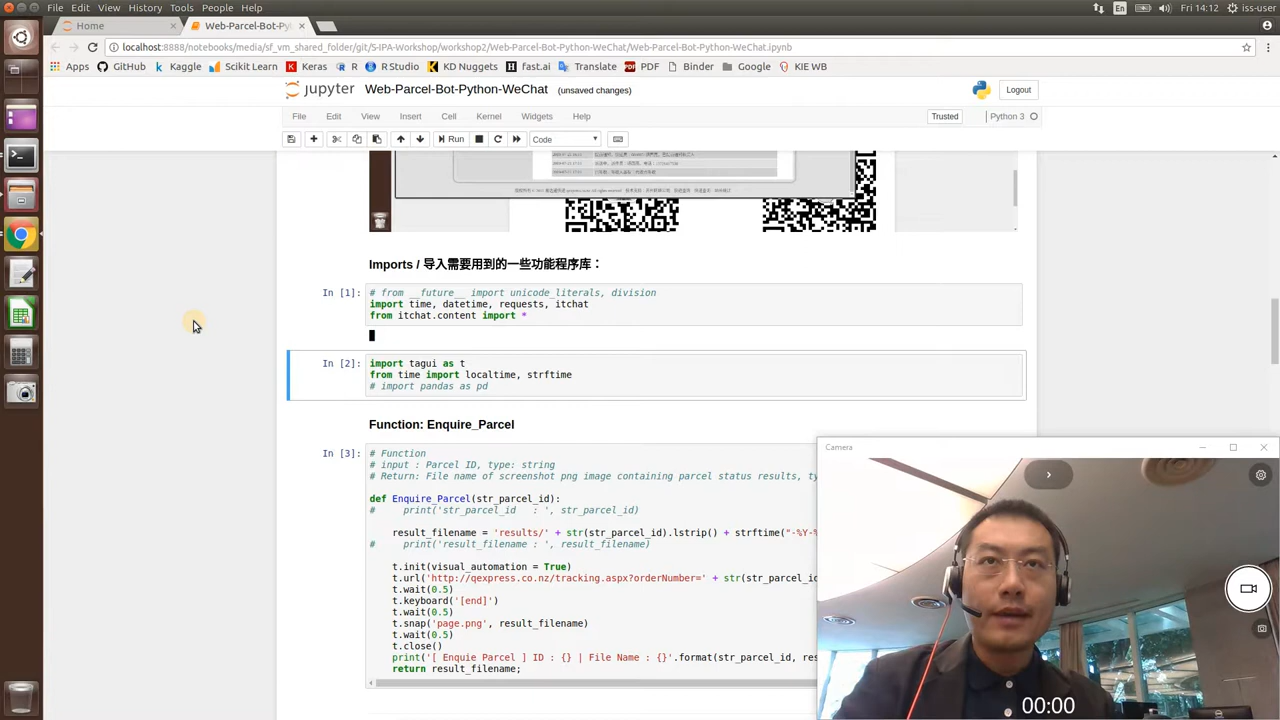 File Edit View History Bookmarks Tools People Help
En
Fri 14:12 iss-user
Home
Web-Parcel-Bot-Py
localhost:8888/notebooks/media/sf_vm_shared_folder/git/S-IPA-Workshop/workshop2/Web-Parcel-Bot-Python-WeChat/Web-Parcel-Bot-Python-WeChat.ipynb
Apps GitHub Kaggle Scikit Learn Keras R R Studio KD Nuggets fast.ai Translate PDF Binder Google KIE WB
jupyter Web-Parcel-Bot-Python-WeChat (unsaved changes) Logout
File Edit View Insert Cell Kernel Widgets Help Trusted Python 3
Run Code
Imports / 导入需要用到的一些功能程序库：
In [1]: # from __future__ import unicode_literals, division
import time, datetime, requests, itchat
from itchat.content import *
In [2]: import tagui as t
from time import localtime, strftime
# import pandas as pd
Function: Enquire_Parcel
In [3]: # Function
# input : Parcel ID, type: string
# Return: File name of screenshot png image containing parcel status results, ty
def Enquire_Parcel(str_parcel_id):
# print('str_parcel_id : ', str_parcel_id)
result_filename = 'results/' + str(str_parcel_id).lstrip() + strftime("-%Y-%
# print('result_filename : ', result_filename)
t.init(visual_automation = True)
t.url('http://qexpress.co.nz/tracking.aspx?orderNumber=' + str(str_parcel_id
t.wait(0.5)
t.keyboard('[end]')
t.wait(0.5)
t.snap('page.png', result_filename)
t.wait(0.5)
t.close()
print('[ Enquie Parcel ] ID : {} | File Name : {}'.format(str_parcel_id, res
return result_filename;
Camera
00:00